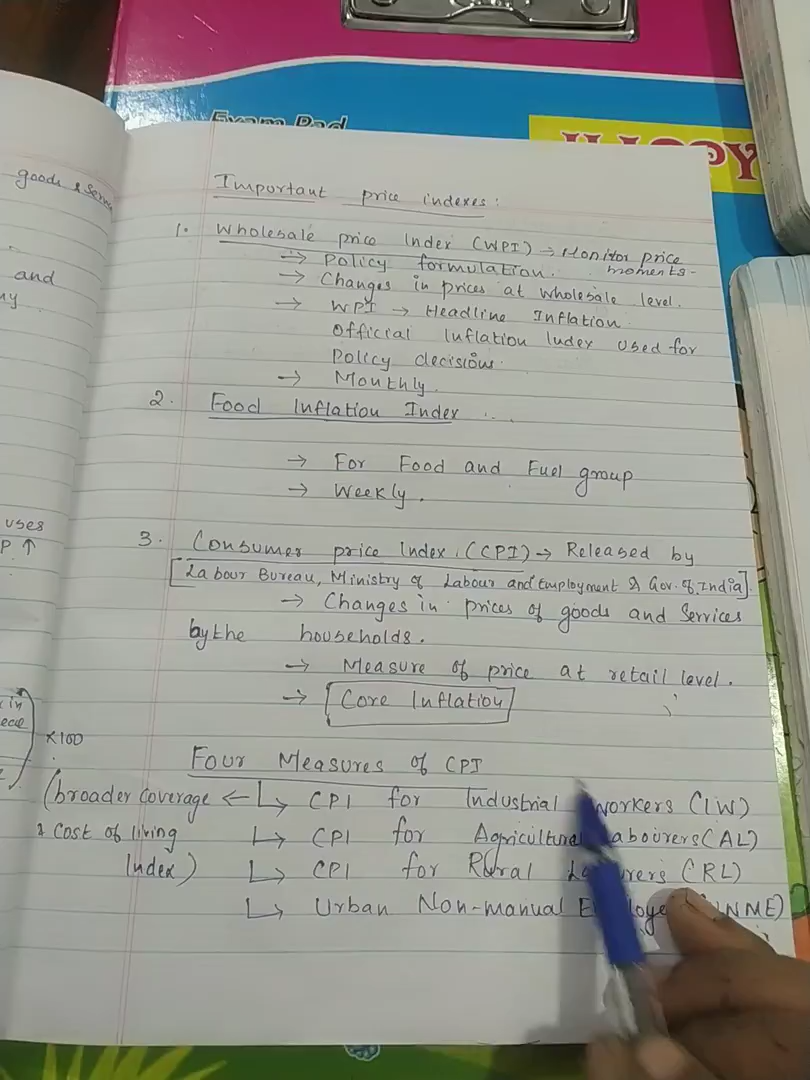 Exam Pad
HAPPY
goods & Serv
and
uses
P ↑
x100
Important price indexes:
1. Wholesale price Index (WPI) → Monitor price
moments-
→ Policy formulation.
→ Changes in prices at wholesale level.
→ WPI → Headline Inflation
Official Inflation Index used for
Policy decisions.
→ Monthly.
2. Food Inflation Index ...
→ For Food and Fuel group
→ Weekly.
3. Consumer price Index.(CPI) → Released by
[Labour Bureau, Ministry of Labour and Employment & Gov. of India].
→ Changes in prices of goods and Services
by the households.
→ Measure of price at retail level.
→ Core Inflation
Four Measures of CPI
(broader coverage ← ↳ CPI for Industrial workers (IW)
& Cost of living ↳ CPI for Agricultural labourers (AL)
Index) ↳ CPI for Rural (RL)
↳ Urban Non-manual NME)